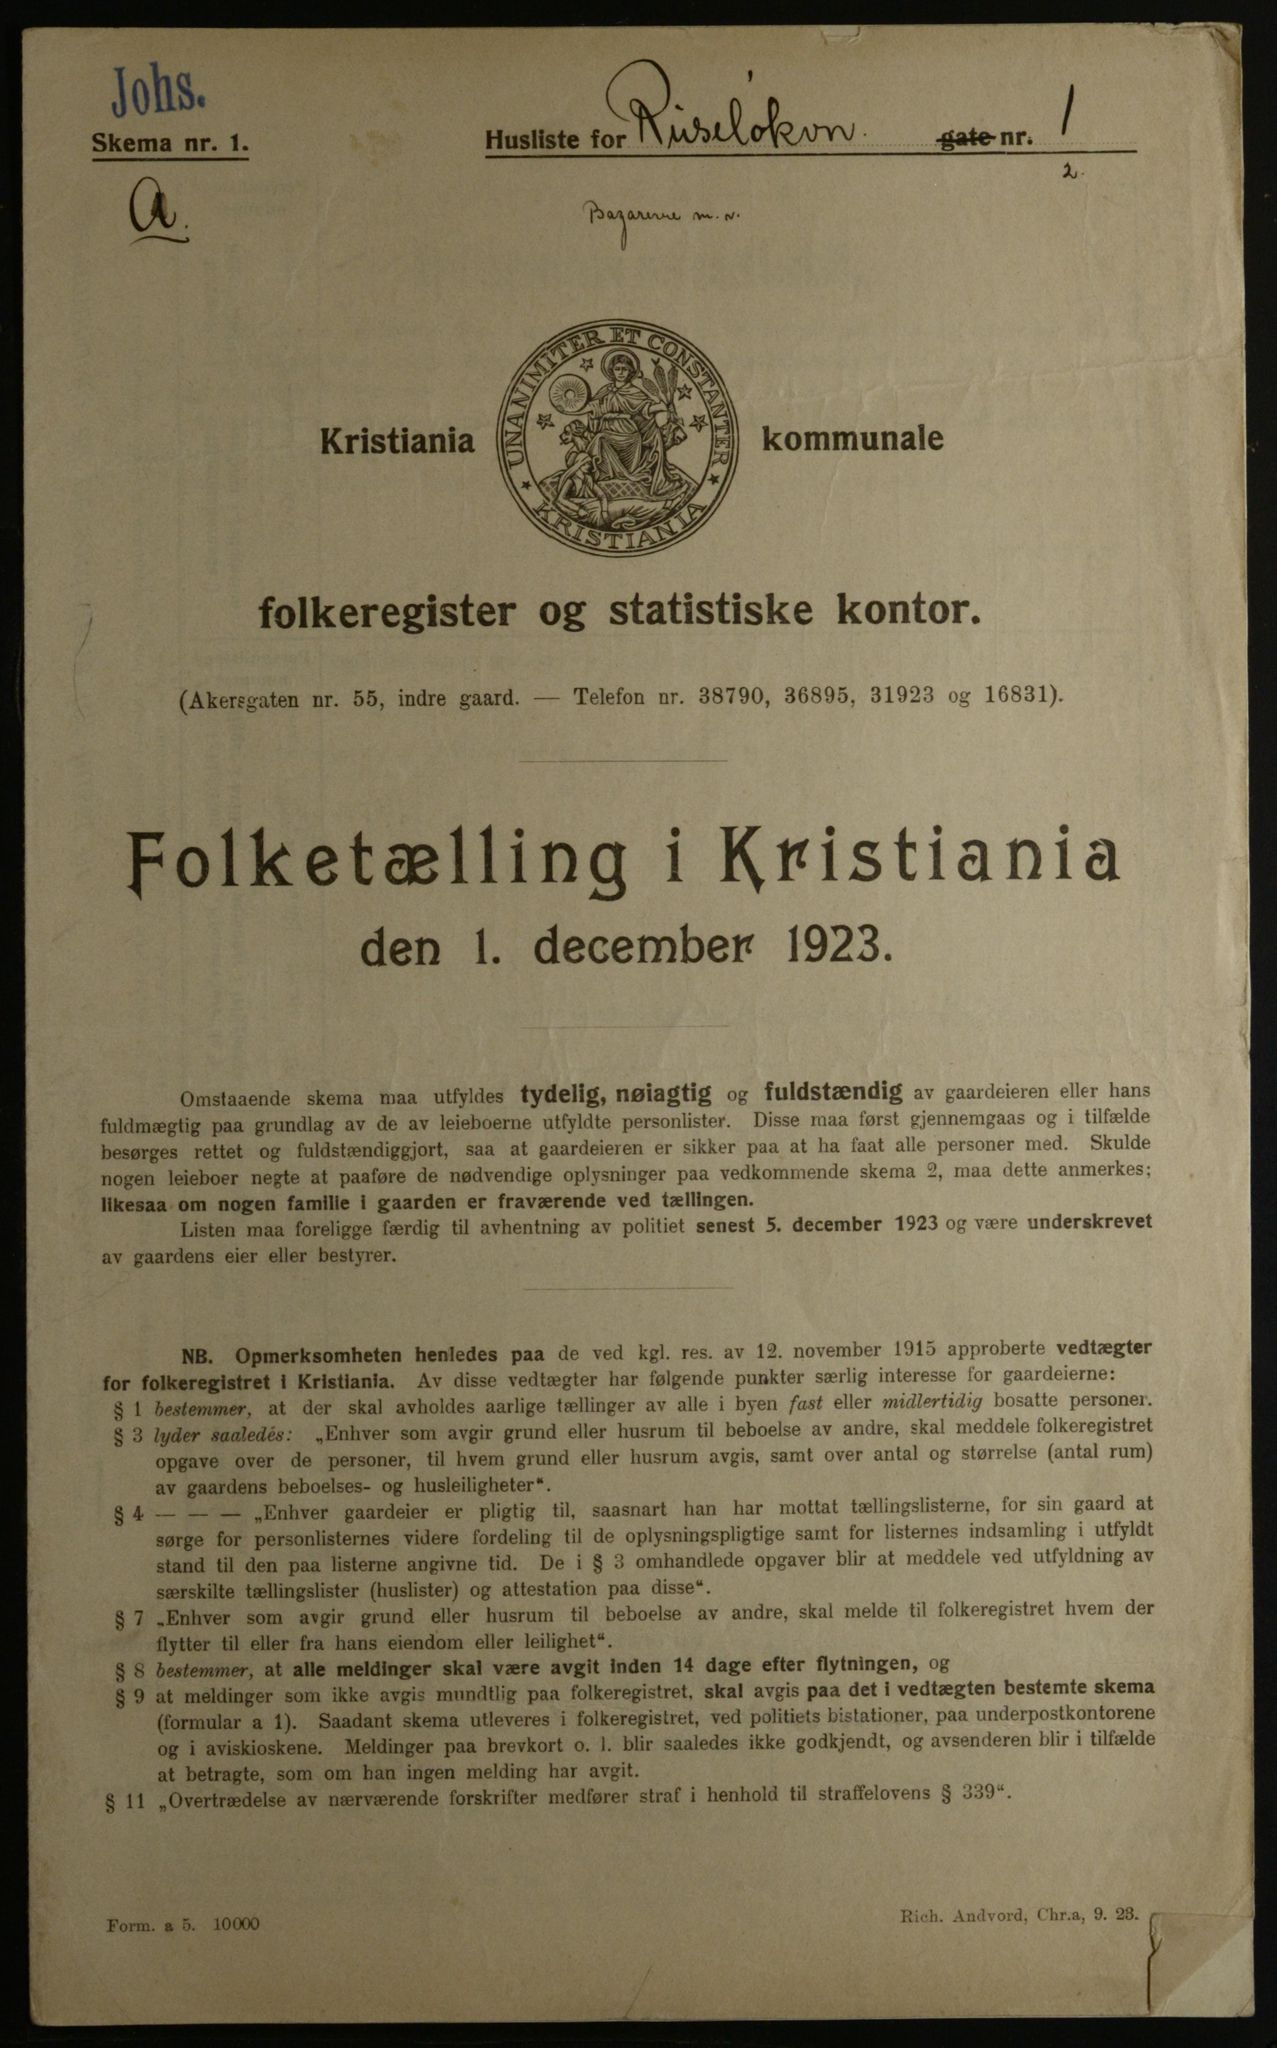 Johs.
Skema nr. 1.
Husliste for Ruseløkvn. gate nr. 1
2.
A.
Bazarerne m. v.
UNANIMITER ET CONSTANTER
KRISTIANIA
Kristiania kommunale
folkeregister og statistiske kontor.
(Akersgaten nr. 55, indre gaard. — Telefon nr. 38790, 36895, 31923 og 16831).
Folketælling i Kristiania
den 1. december 1923.
Omstaaende skema maa utfyldes tydelig, nøiagtig og fuldstændig av gaardeieren eller hans
fuldmægtig paa grundlag av de av leieboerne utfyldte personlister. Disse maa først gjennemgaas og i tilfælde
besørges rettet og fuldstændiggjort, saa at gaardeieren er sikker paa at ha faat alle personer med. Skulde
nogen leieboer negte at paaføre de nødvendige oplysninger paa vedkommende skema 2, maa dette anmerkes;
likesaa om nogen familie i gaarden er fraværende ved tællingen.
Listen maa foreligge færdig til avhentning av politiet senest 5. december 1923 og være underskrevet
av gaardens eier eller bestyrer.
NB. Opmerksomheten henledes paa de ved kgl. res. av 12. november 1915 approberte vedtægter
for folkeregistret i Kristiania. Av disse vedtægter har følgende punkter særlig interesse for gaardeierne:
§ 1 bestemmer, at der skal avholdes aarlige tællinger av alle i byen fast eller midlertidig bosatte personer.
§ 3 lyder saaledes: „Enhver som avgir grund eller husrum til beboelse av andre, skal meddele folkeregistret
opgave over de personer, til hvem grund eller husrum avgis, samt over antal og størrelse (antal rum)
av gaardens beboelses- og husleiligheter“.
§ 4 — — — „Enhver gaardeier er pligtig til, saasnart han har mottat tællingslisterne, for sin gaard at
sørge for personlisternes videre fordeling til de oplysningspligtige samt for listernes indsamling i utfyldt
stand til den paa listerne angivne tid. De i § 3 omhandlede opgaver blir at meddele ved utfyldning av
særskilte tællingslister (huslister) og attestation paa disse“.
§ 7 „Enhver som avgir grund eller husrum til beboelse av andre, skal melde til folkeregistret hvem der
flytter til eller fra hans eiendom eller leilighet“.
§ 8 bestemmer, at alle meldinger skal være avgit inden 14 dage efter flytningen, og
§ 9 at meldinger som ikke avgis mundtlig paa folkeregistret, skal avgis paa det i vedtægten bestemte skema
(formular a 1). Saadant skema utleveres i folkeregistret, ved politiets bistationer, paa underpostkontorene
og i aviskioskene. Meldinger paa brevkort o. l. blir saaledes ikke godkjendt, og avsenderen blir i tilfælde
at betragte, som om han ingen melding har avgit.
§ 11 „Overtrædelse av nærværende forskrifter medfører straf i henhold til straffelovens § 339“.
Form. a 5. 10000
Rich. Andvord, Chr.a, 9. 23.